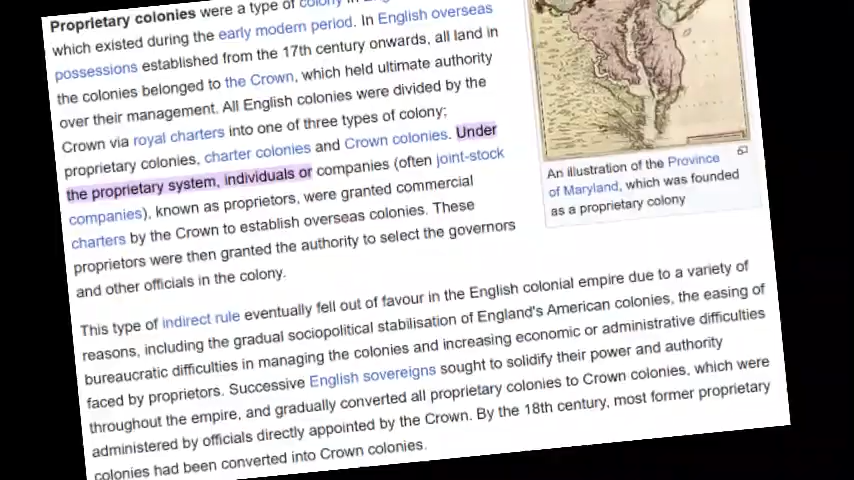 Proprietary colonies were a type of colony in
which existed during the early modern period. In English overseas
possessions established from the 17th century onwards, all land in
the colonies belonged to the Crown, which held ultimate authority
over their management. All English colonies were divided by the
Crown via royal charters into one of three types of colony;
proprietary colonies, charter colonies and Crown colonies. Under
the proprietary system, individuals or companies (often joint-stock
companies), known as proprietors, were granted commercial
charters by the Crown to establish overseas colonies. These
proprietors were then granted the authority to select the governors
and other officials in the colony.
An illustration of the Province
of Maryland, which was founded
as a proprietary colony
This type of indirect rule eventually fell out of favour in the English colonial empire due to a variety of
reasons, including the gradual sociopolitical stabilisation of England's American colonies, the easing of
bureaucratic difficulties in managing the colonies and increasing economic or administrative difficulties
faced by proprietors. Successive English sovereigns sought to solidify their power and authority
throughout the empire, and gradually converted all proprietary colonies to Crown colonies, which were
administered by officials directly appointed by the Crown. By the 18th century, most former proprietary
colonies had been converted into Crown colonies.